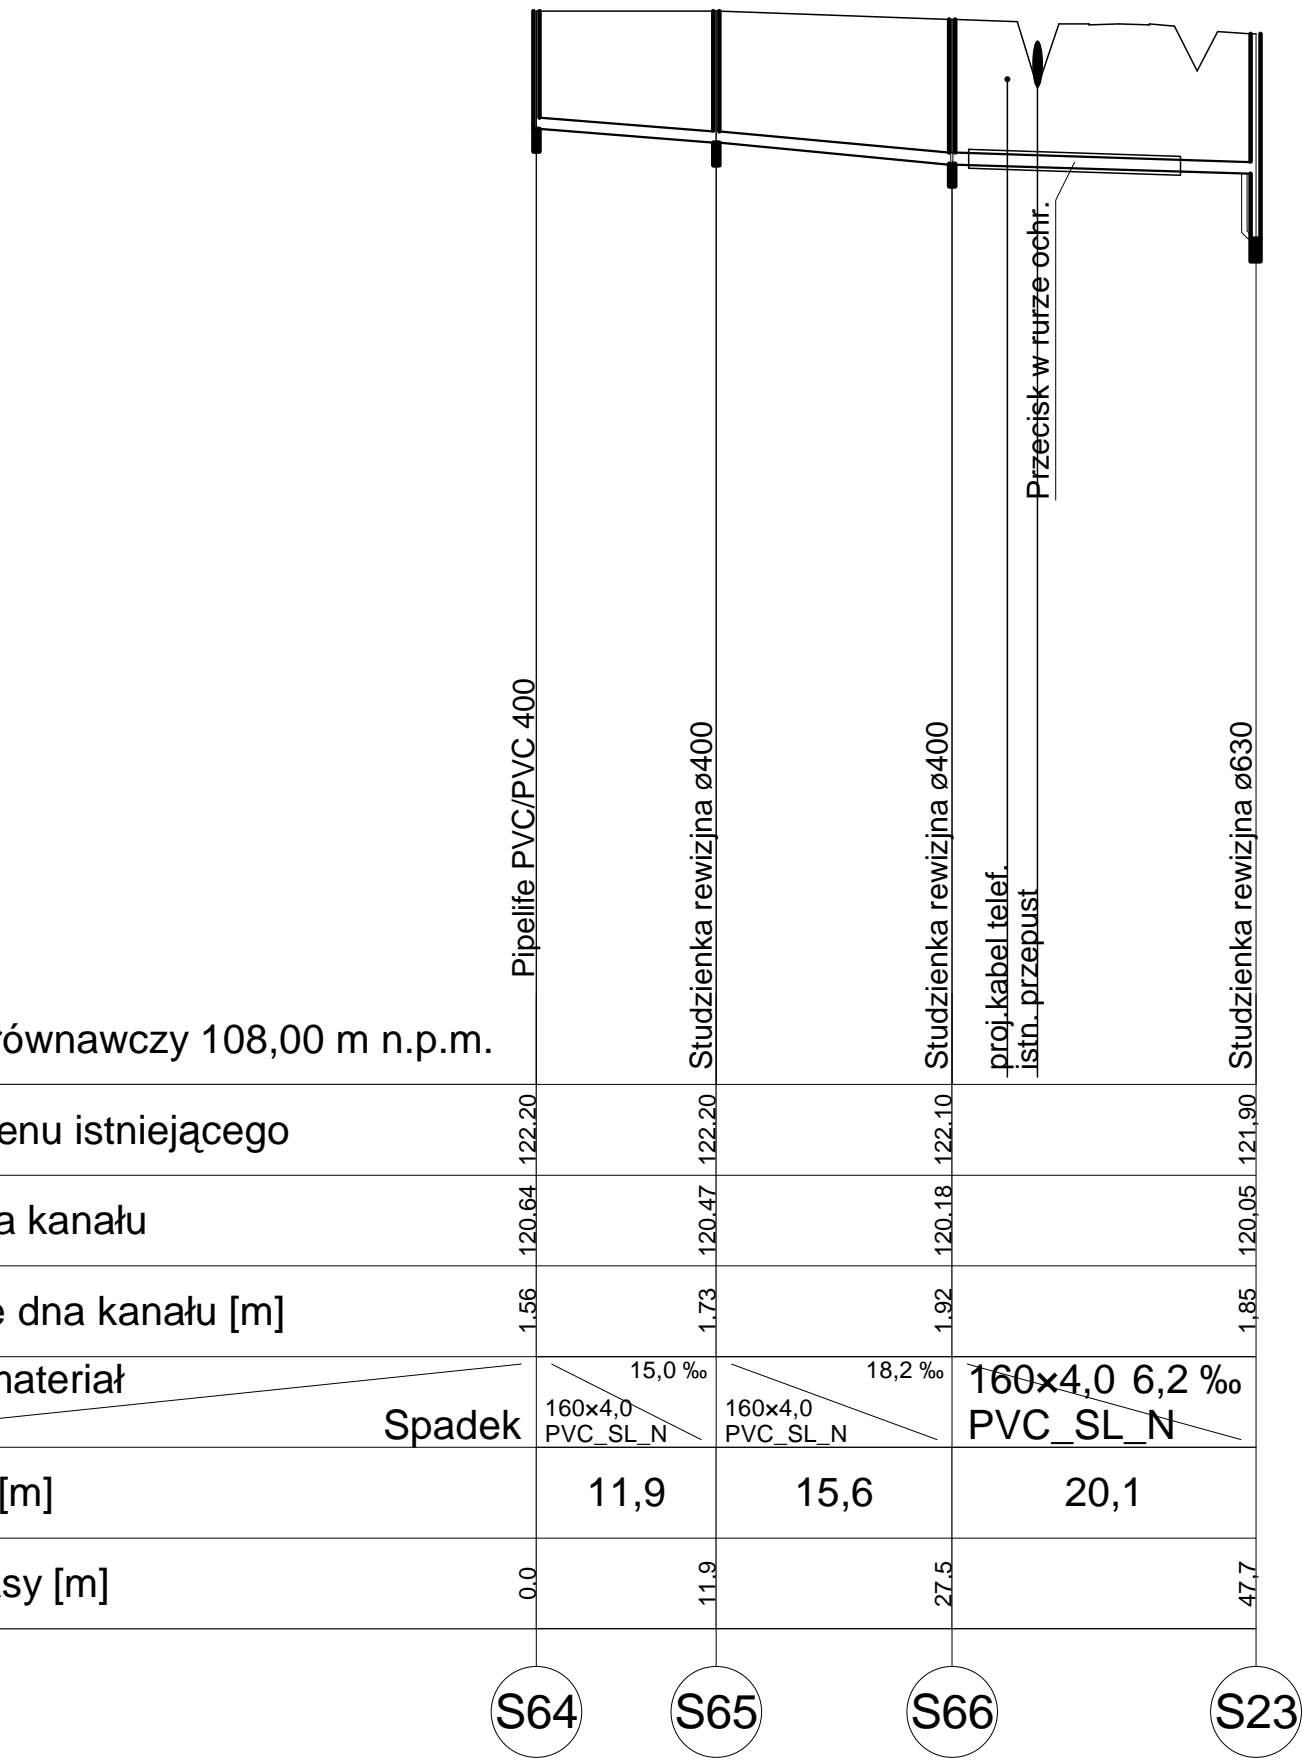 Przecisk w rurze ochr.
Pipelife PVC/PVC 400
Studzienka rewizjna ø400
Studzienka rewizjna ø400
proj.kabel telef.
istn. przepust
Studzienka rewizjna ø630
równawczy 108,00 m n.p.m.
enu istniejącego
122.20
122.20
122.10
121,90
a kanału
120.64
120.47
120.18
120,05
e dna kanału [m]
1.56
1.73
1.92
1,85
materiał
Spadek
15,0 ‰
160×4,0
PVC_SL_N
18,2 ‰
160×4,0
PVC_SL_N
160×4,0 6,2 ‰
PVC_SL_N
[m]
11,9
15,6
20,1
sy [m]
0.0
11.9
27.5
47,7
S64
S65
S66
S23